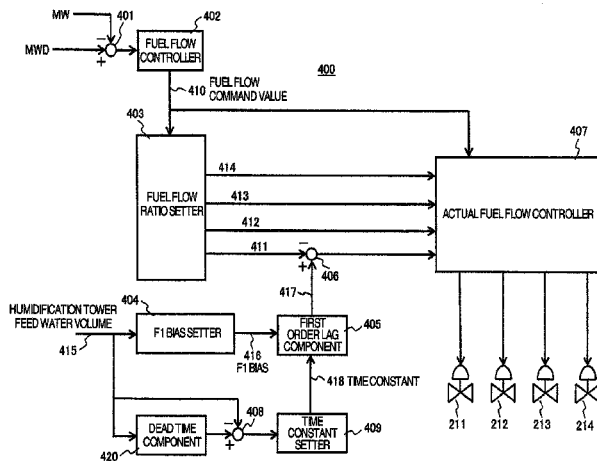 MW
MWD
−
+
401
402
FUEL FLOW
CONTROLLER
400
410
FUEL FLOW
COMMAND VALUE
403
FUEL FLOW
RATIO SETTER
414
413
412
411
−
+
406
407
ACTUAL FUEL FLOW CONTROLLER
417
HUMIDIFICATION TOWER
FEED WATER VOLUME
415
404
F1 BIAS SETTER
416
F1 BIAS
FIRST
ORDER LAG
COMPONENT
405
418 TIME CONSTANT
DEAD TIME
COMPONENT
420
−
+
408
TIME
CONSTANT
SETTER
409
211
212
213
214